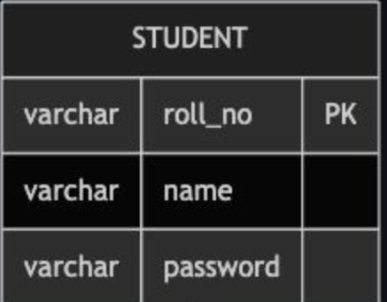 STUDENT
varchar roll_no PK
varchar name
varchar password